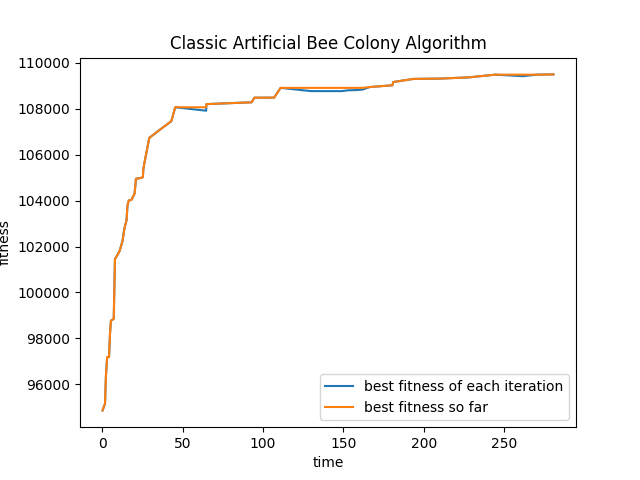 Classic Artificial Bee Colony Algorithm
110000
108000
106000
104000
102000
100000
98000
96000
fitness
best fitness of each iteration
best fitness so far
0
50
100
150
200
250
time